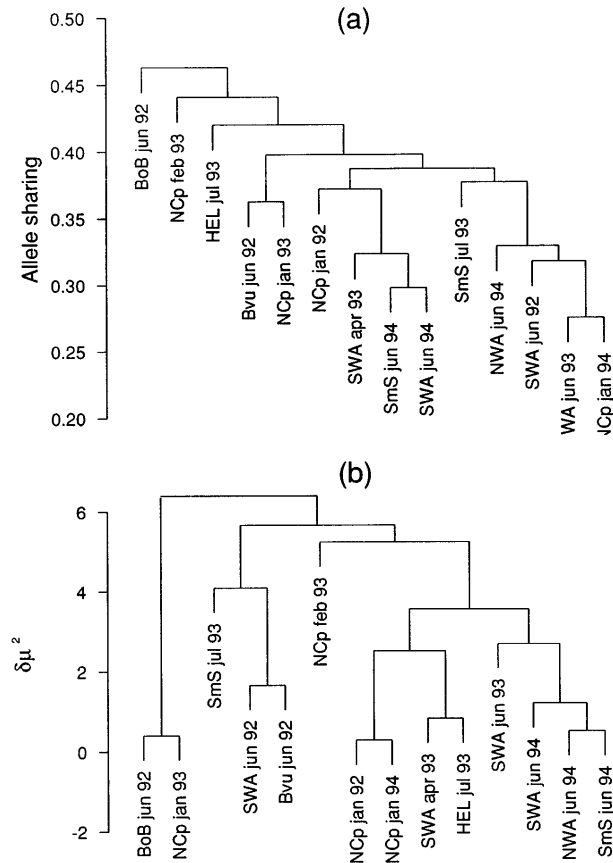 (a)
0.50
0.45
0.40
0.35
0.30
0.25
0.20
Allele sharing
BoB jun 92
NCp feb 93
HEL jul 93
Bvu jun 92
NCp jan 93
NCp jan 92
SWA apr 93
SmS jun 94
SWA jun 94
SmS jul 93
NWA jun 94
SWA jun 92
WA jun 93
Cp jan 94
(b)
6
4
2
0
-2
δμ²
BoB jun 92
NCp jan 93
SmS jul 93
SWA jun 92
Bvu jun 92
NCp feb 93
NCp jan 92
NCp jan 94
SWA apr 93
HEL jul 93
SWA jun 93
SWA jun 94
NWA jun 94
SmS jun 94